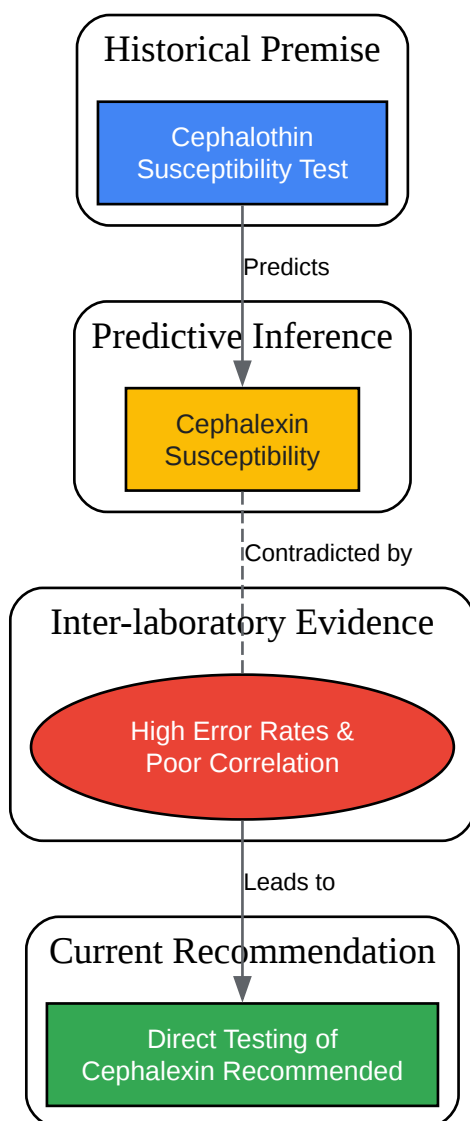 Historical Premise
Cephalothin
Susceptibility Test
Predicts
Predictive Inference
Cephalexin
Susceptibility
Contradicted by
Inter-laboratory Evidence
High Error Rates &
Poor Correlation
Leads to
Current Recommendation
Direct Testing of
Cephalexin Recommended